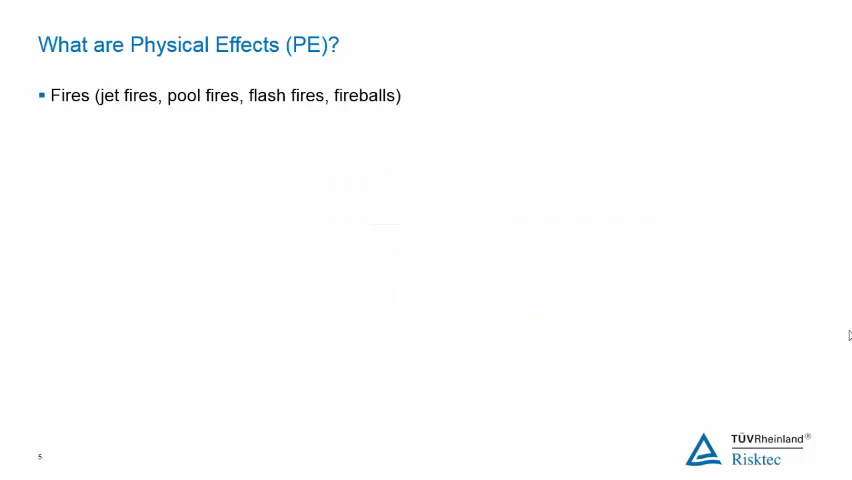 What are Physical Effects (PE)?
▪ Fires (jet fires, pool fires, flash fires, fireballs)
5
TÜVRheinland®
Risktec